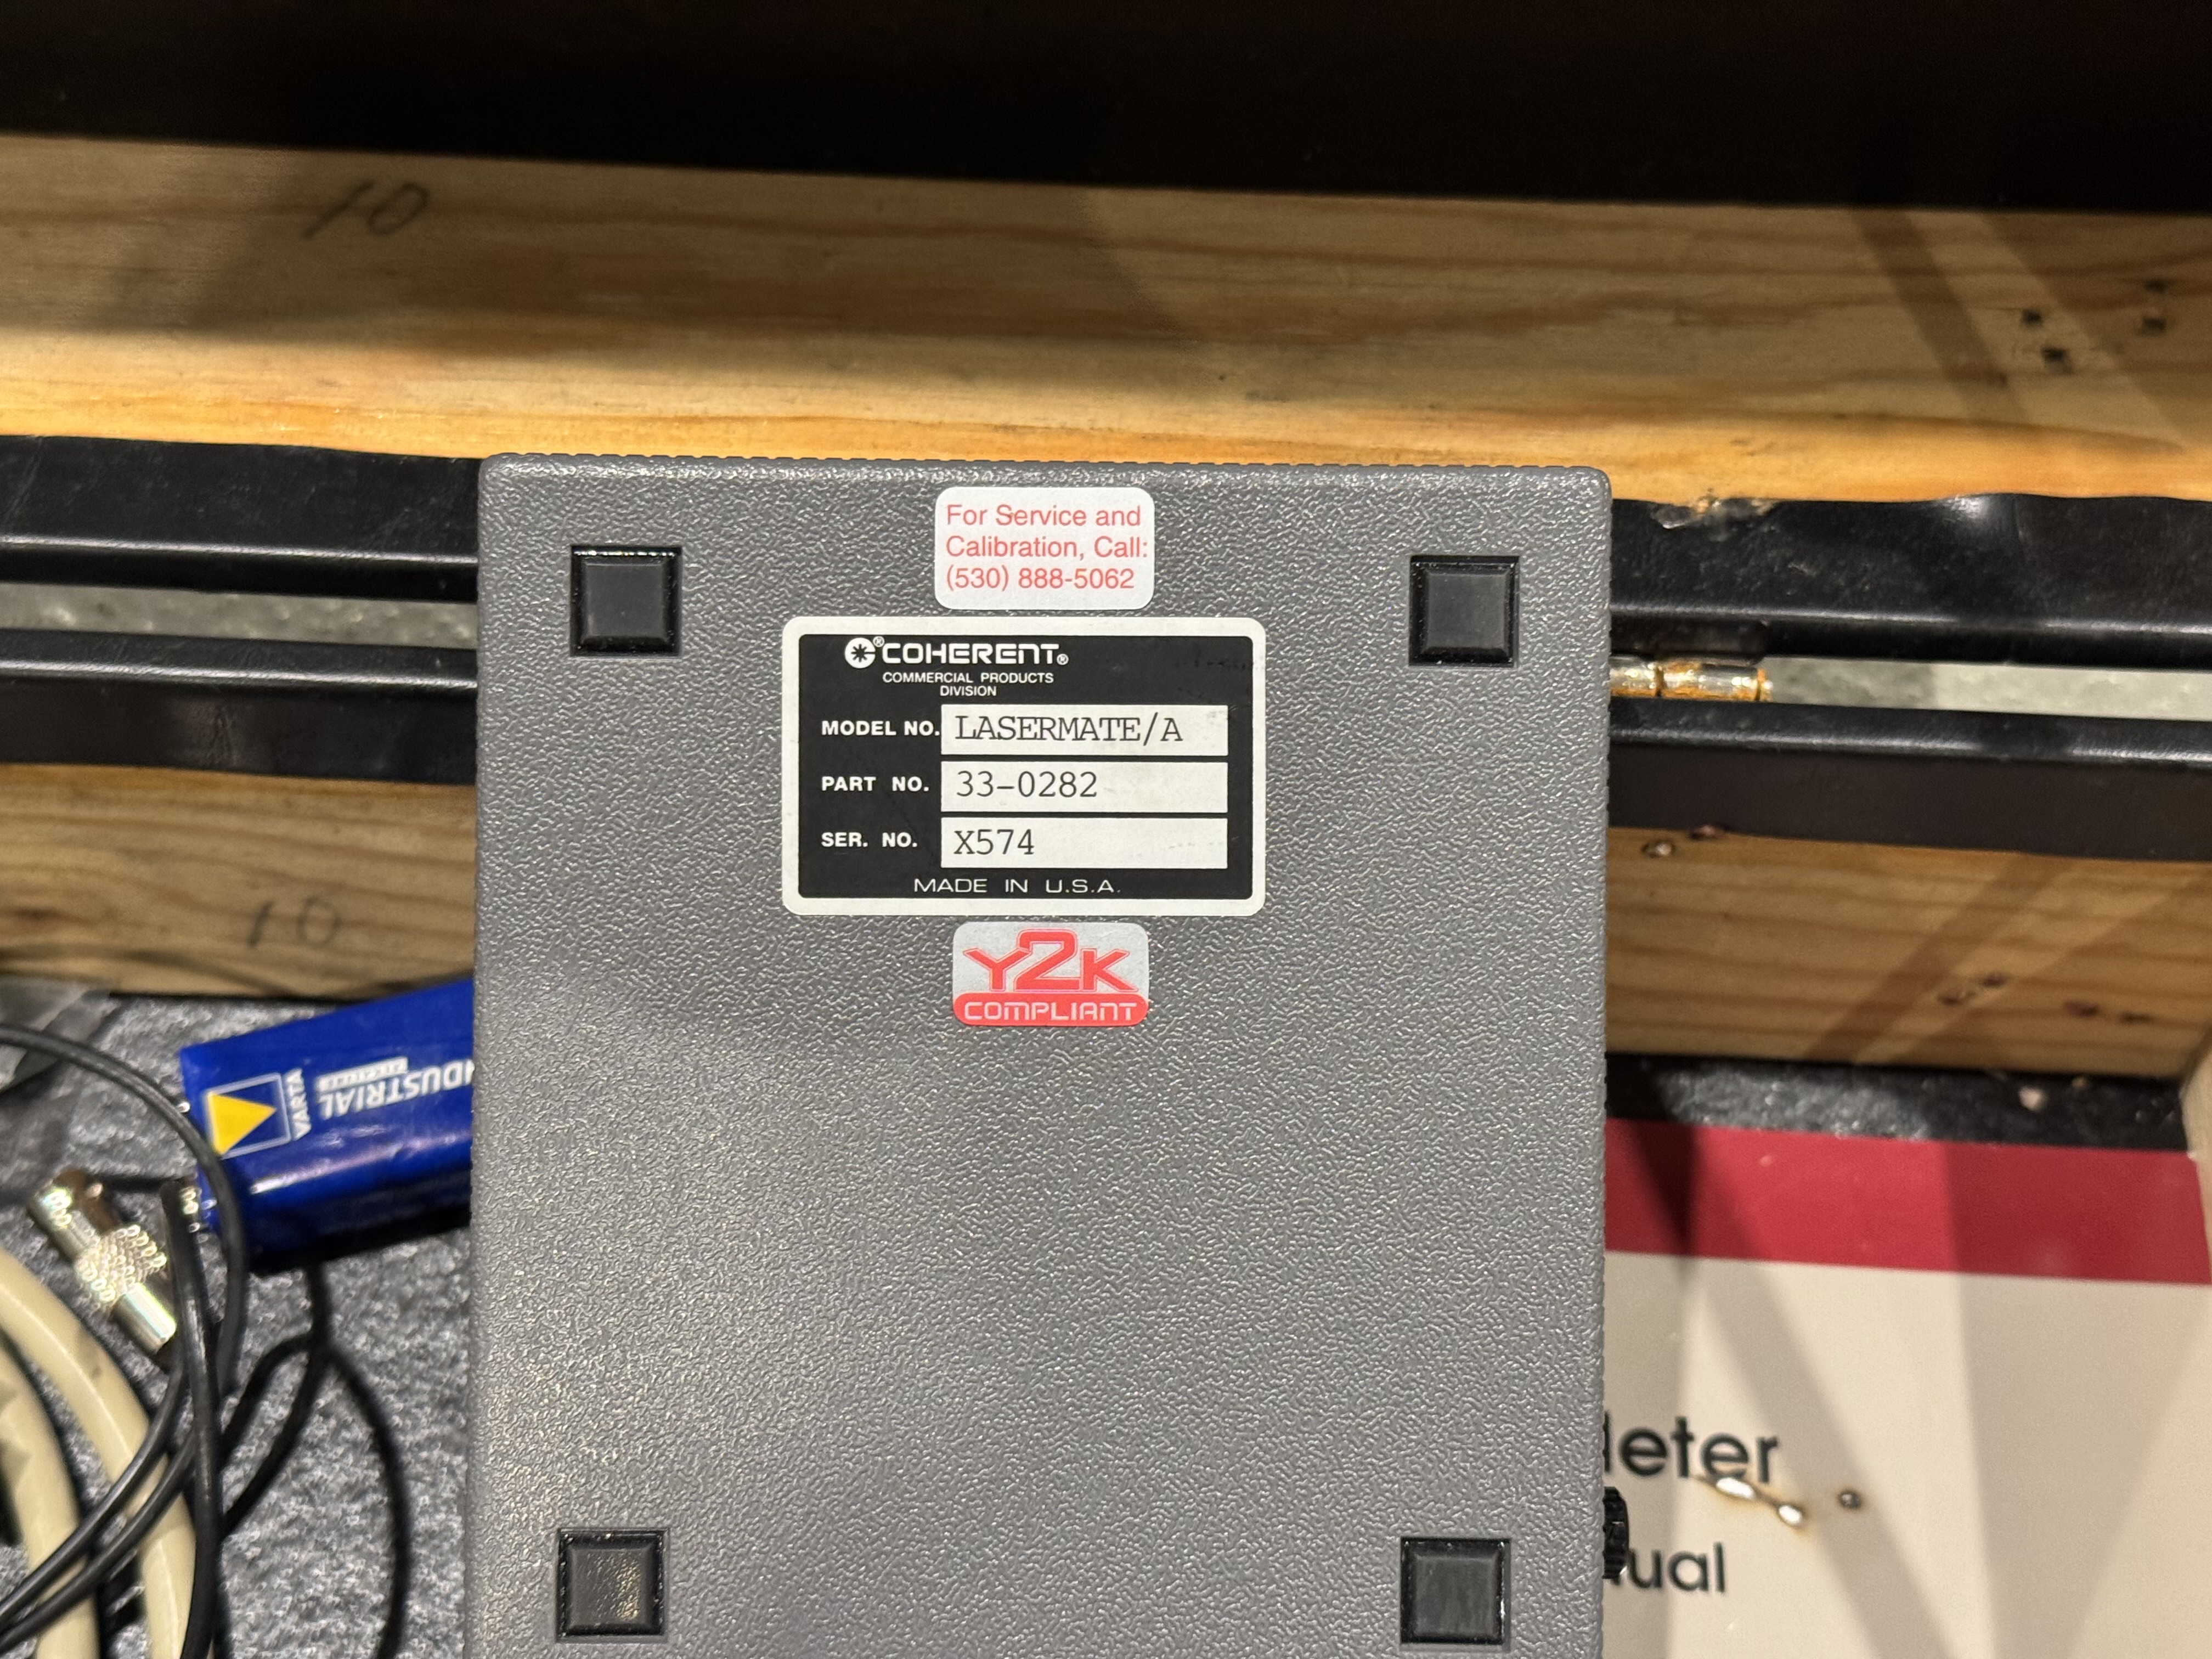 10
For Service and
Calibration, Call:
(530) 888-5062
COHERENT®
COMMERCIAL PRODUCTS
DIVISION
MODEL NO. LASERMATE/A
PART NO. 33-0282
SER. NO. X574
MADE IN U.S.A.
Y2K
COMPLIANT
10
VARTA
NDUSTRIAL
eter
ual